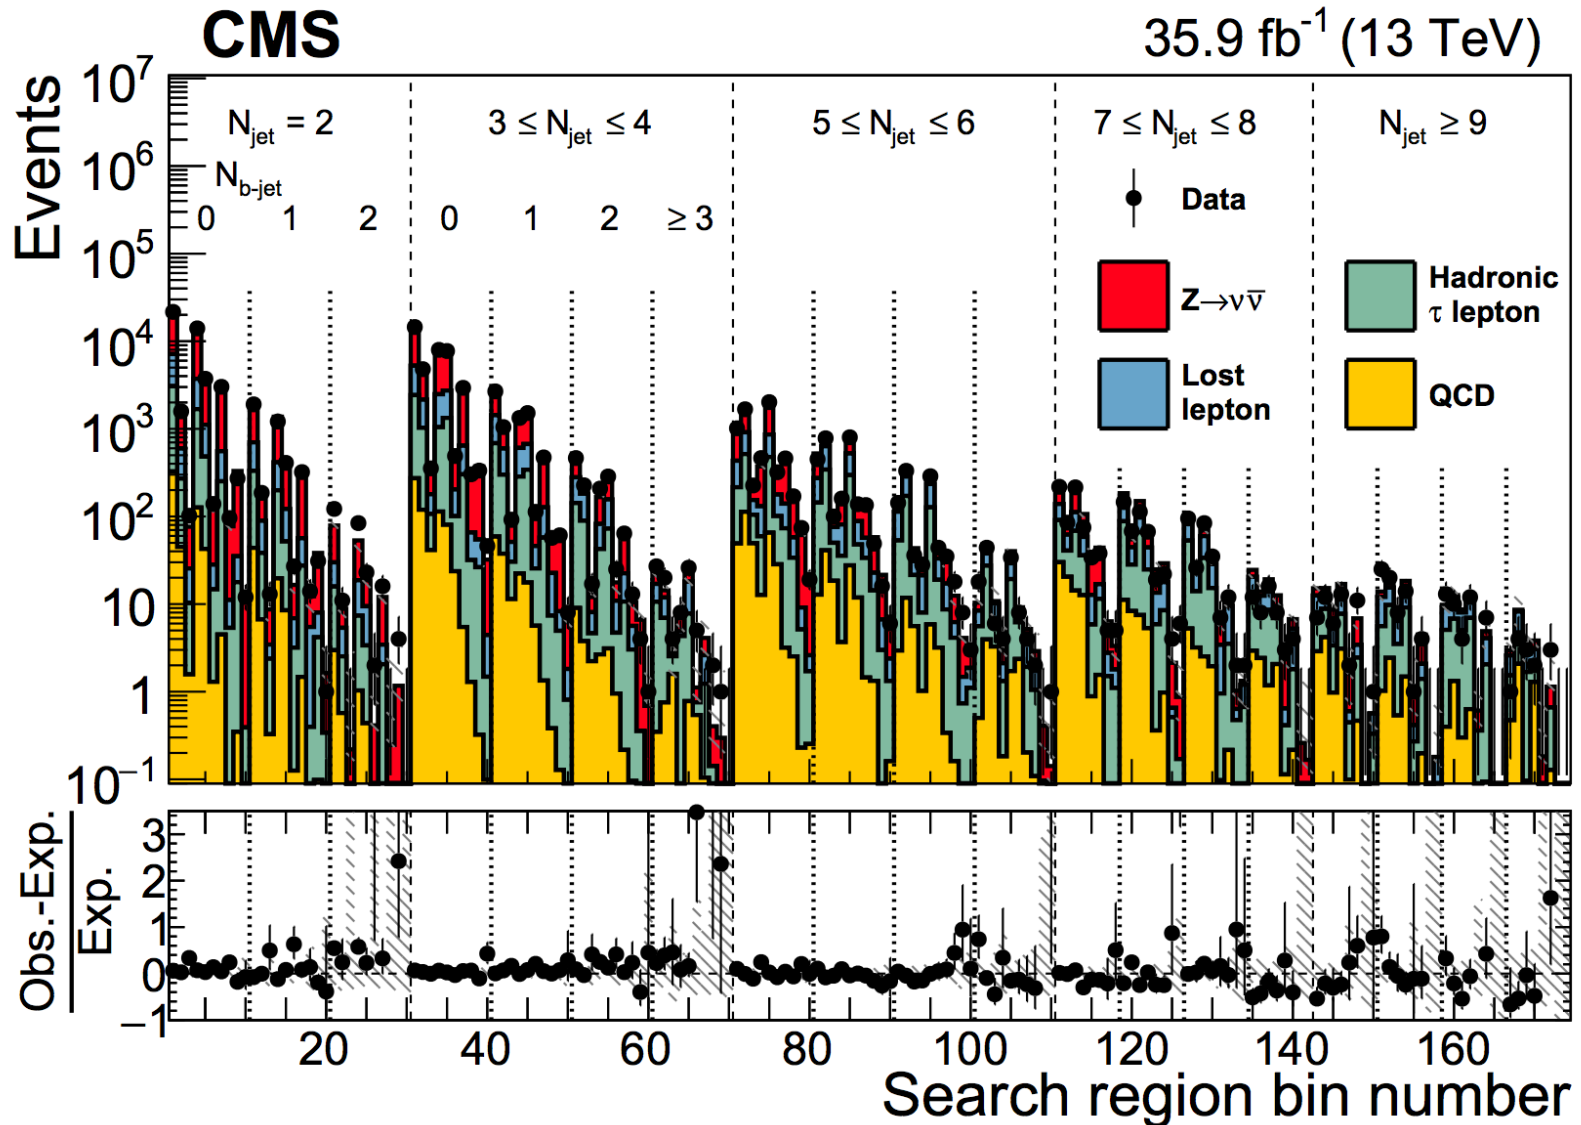 CMS
35.9 fb⁻¹ (13 TeV)
Events
10⁷
10⁶
10⁵
10⁴
10³
10²
10
1
10⁻¹
N_jet = 2
3 ≤ N_jet ≤ 4
5 ≤ N_jet ≤ 6
7 ≤ N_jet ≤ 8
N_jet ≥ 9
N_b-jet
0 1 2 0 1 2 ≥ 3
Data
Z→νν̅
Hadronic
τ lepton
Lost
lepton
QCD
Obs.-Exp.
Exp.
3
2
1
0
−1
20 40 60 80 100 120 140 160
Search region bin number